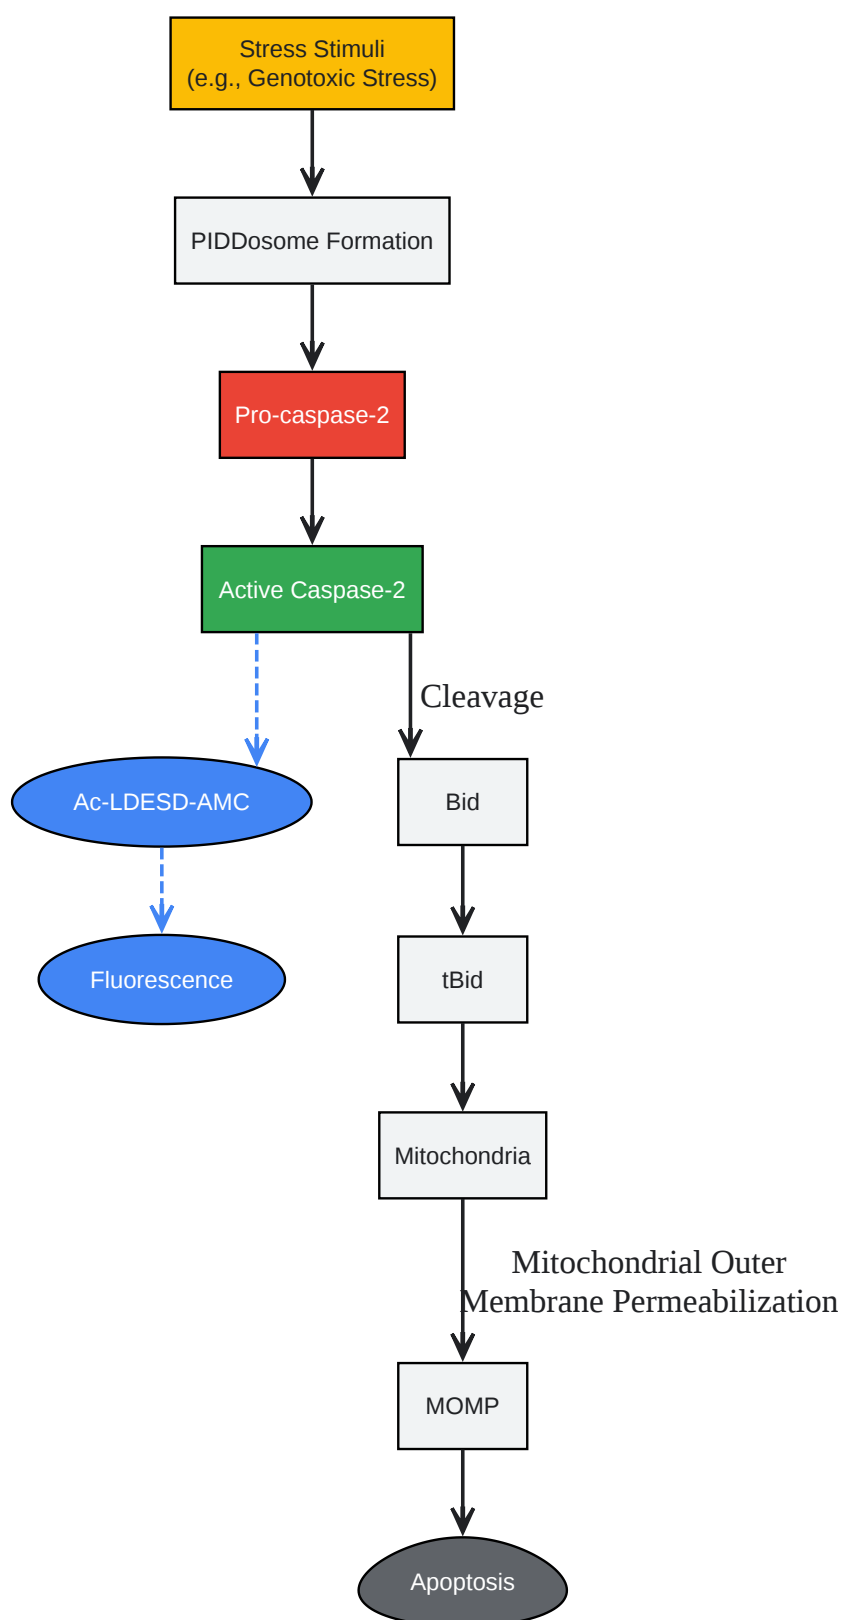 Stress Stimuli
(e.g., Genotoxic Stress)
PIDDosome Formation
Pro-caspase-2
Active Caspase-2
Cleavage
Ac-LDESD-AMC
Bid
Fluorescence
tBid
Mitochondria
Mitochondrial Outer
Membrane Permeabilization
MOMP
Apoptosis